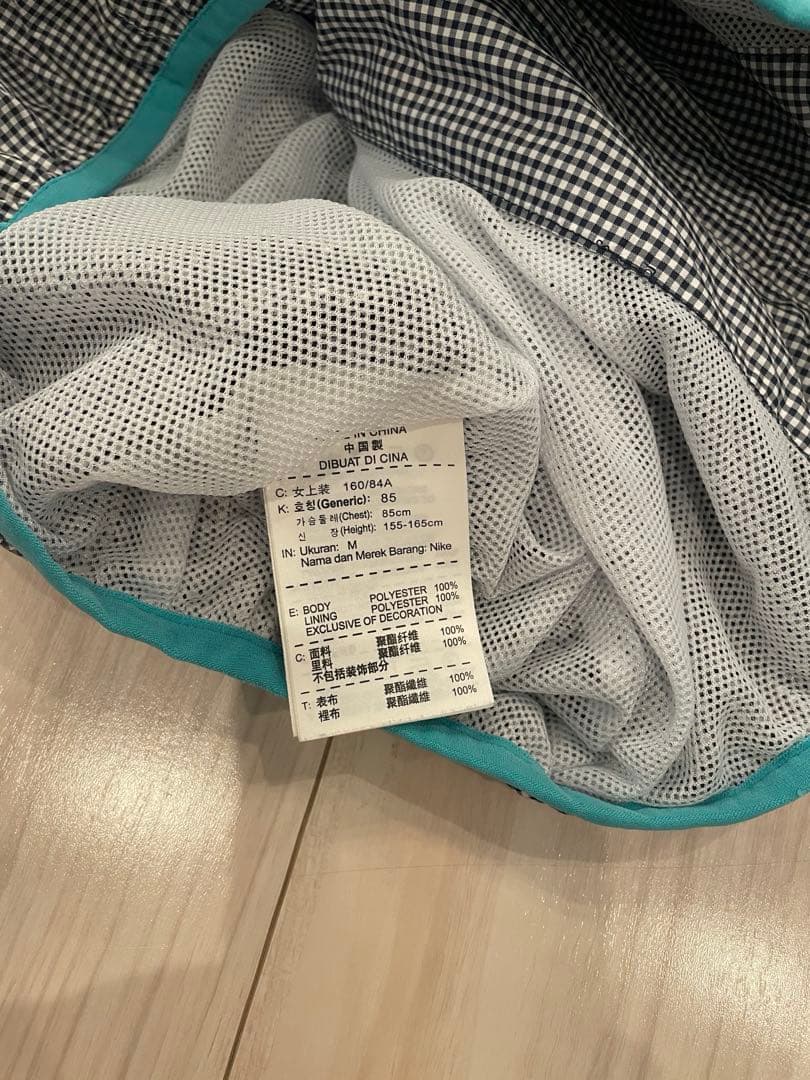 IN CHINA
中国製
DIBUAT DI CINA
C: 女上装 160/84A
K: 호칭(Generic): 85
가슴둘레(Chest): 85cm
신 장(Height): 155-165cm
IN: Ukuran: M
Nama dan Merek Barang: Nike
E: BODY POLYESTER 100%
LINING POLYESTER 100%
EXCLUSIVE OF DECORATION
C: 面料 聚酯纤维 100%
里料 聚酯纤维 100%
不包括装饰部分
T: 表布 聚酯纖維 100%
裡布 聚酯纖維 100%